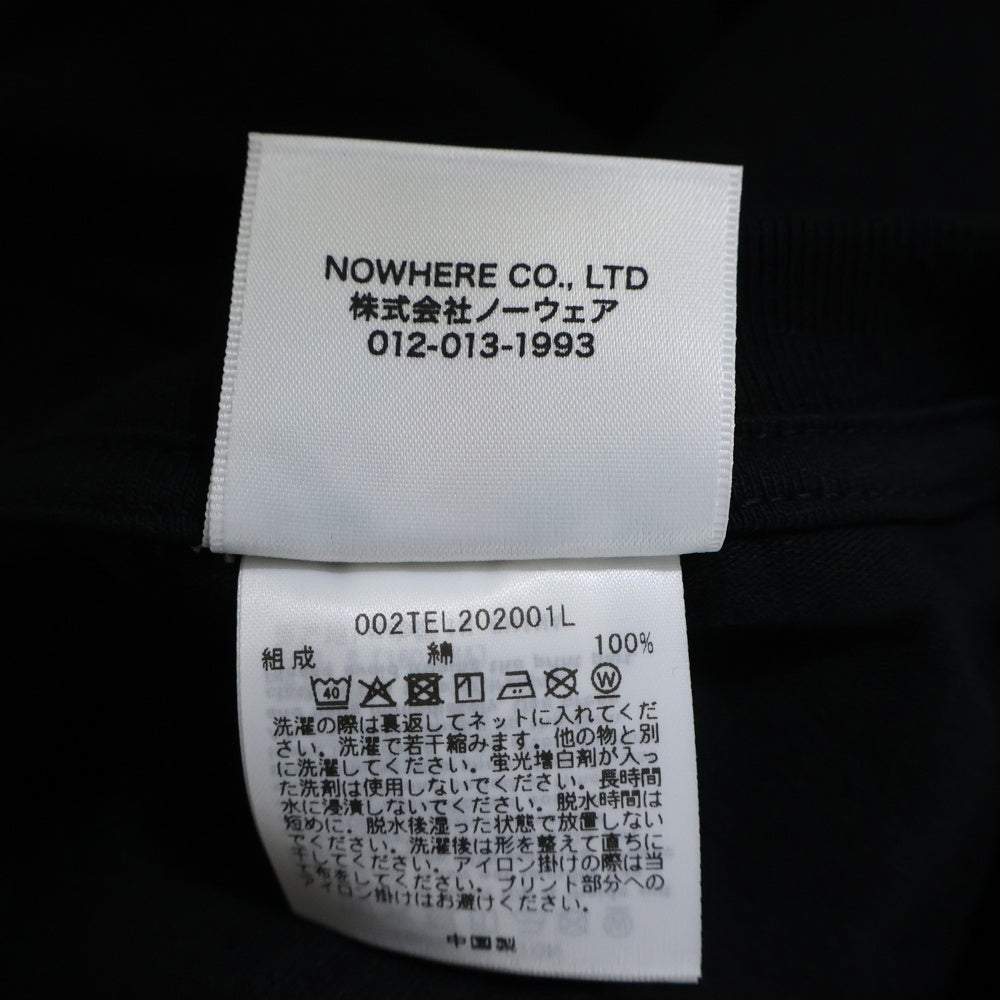 NOWHERE CO., LTD
株式会社ノーウェア
012-013-1993
002TEL202001L
組成 綿 100%
40 W
洗濯の際は裏返してネットに入れてくだ
さい。洗濯で若干縮みます。他の物と別
に洗濯してください。蛍光増白剤が入っ
た洗剤は使用しないでください。長時間
水に浸漬しないでください。脱水時間は
短めに。脱水後湿った状態で放置しない
でください。洗濯後は形を整えて直ちに
干してください。アイロン掛けの際は当
て布をしてください。プリント部分への
アイロン掛けはお避けください。
中国製